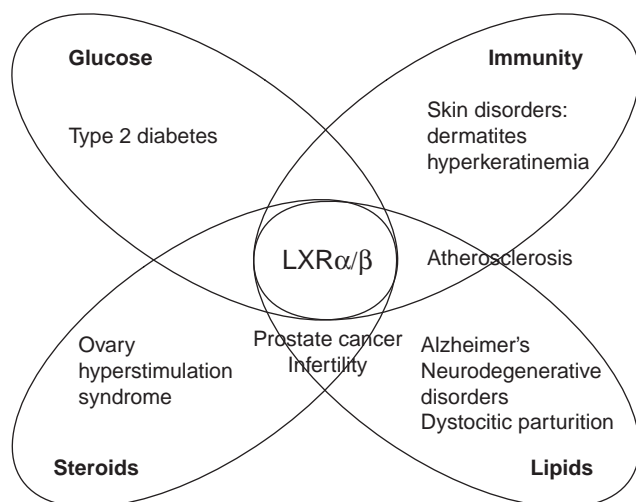 Glucose
Immunity
Type 2 diabetes
Skin disorders:
dermatites
hyperkeratinemia
LXRα/β
Atherosclerosis
Prostate cancer
Infertility
Ovary
hyperstimulation
syndrome
Alzheimer's
Neurodegenerative
disorders
Dystocitic parturition
Steroids
Lipids